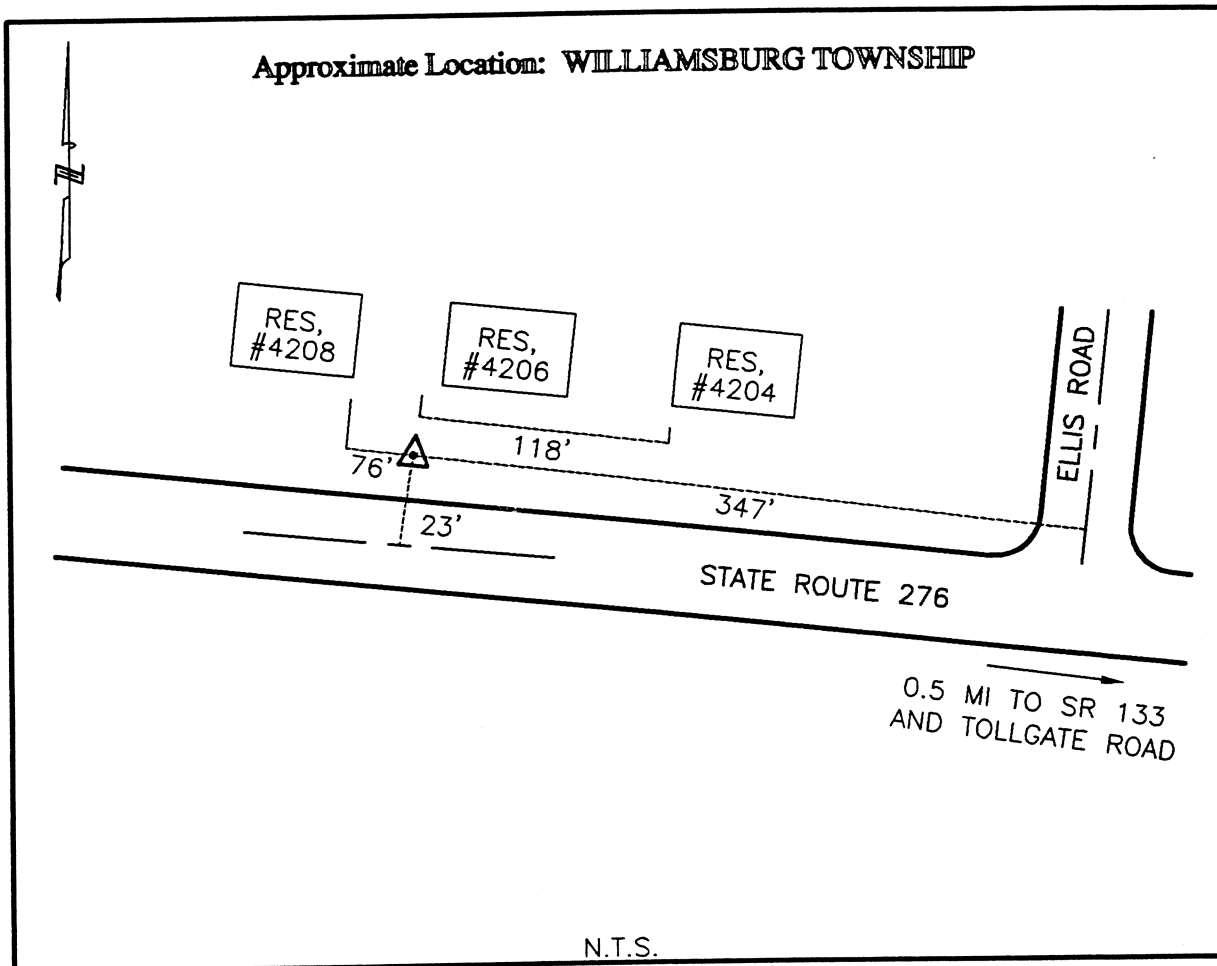 Approximate Location: WILLIAMSBURG TOWNSHIP
N
RES,
#4208
RES,
#4206
RES,
#4204
ELLIS ROAD
118'
76'
347'
23'
STATE ROUTE 276
0.5 MI TO SR 133
AND TOLLGATE ROAD
N.T.S.